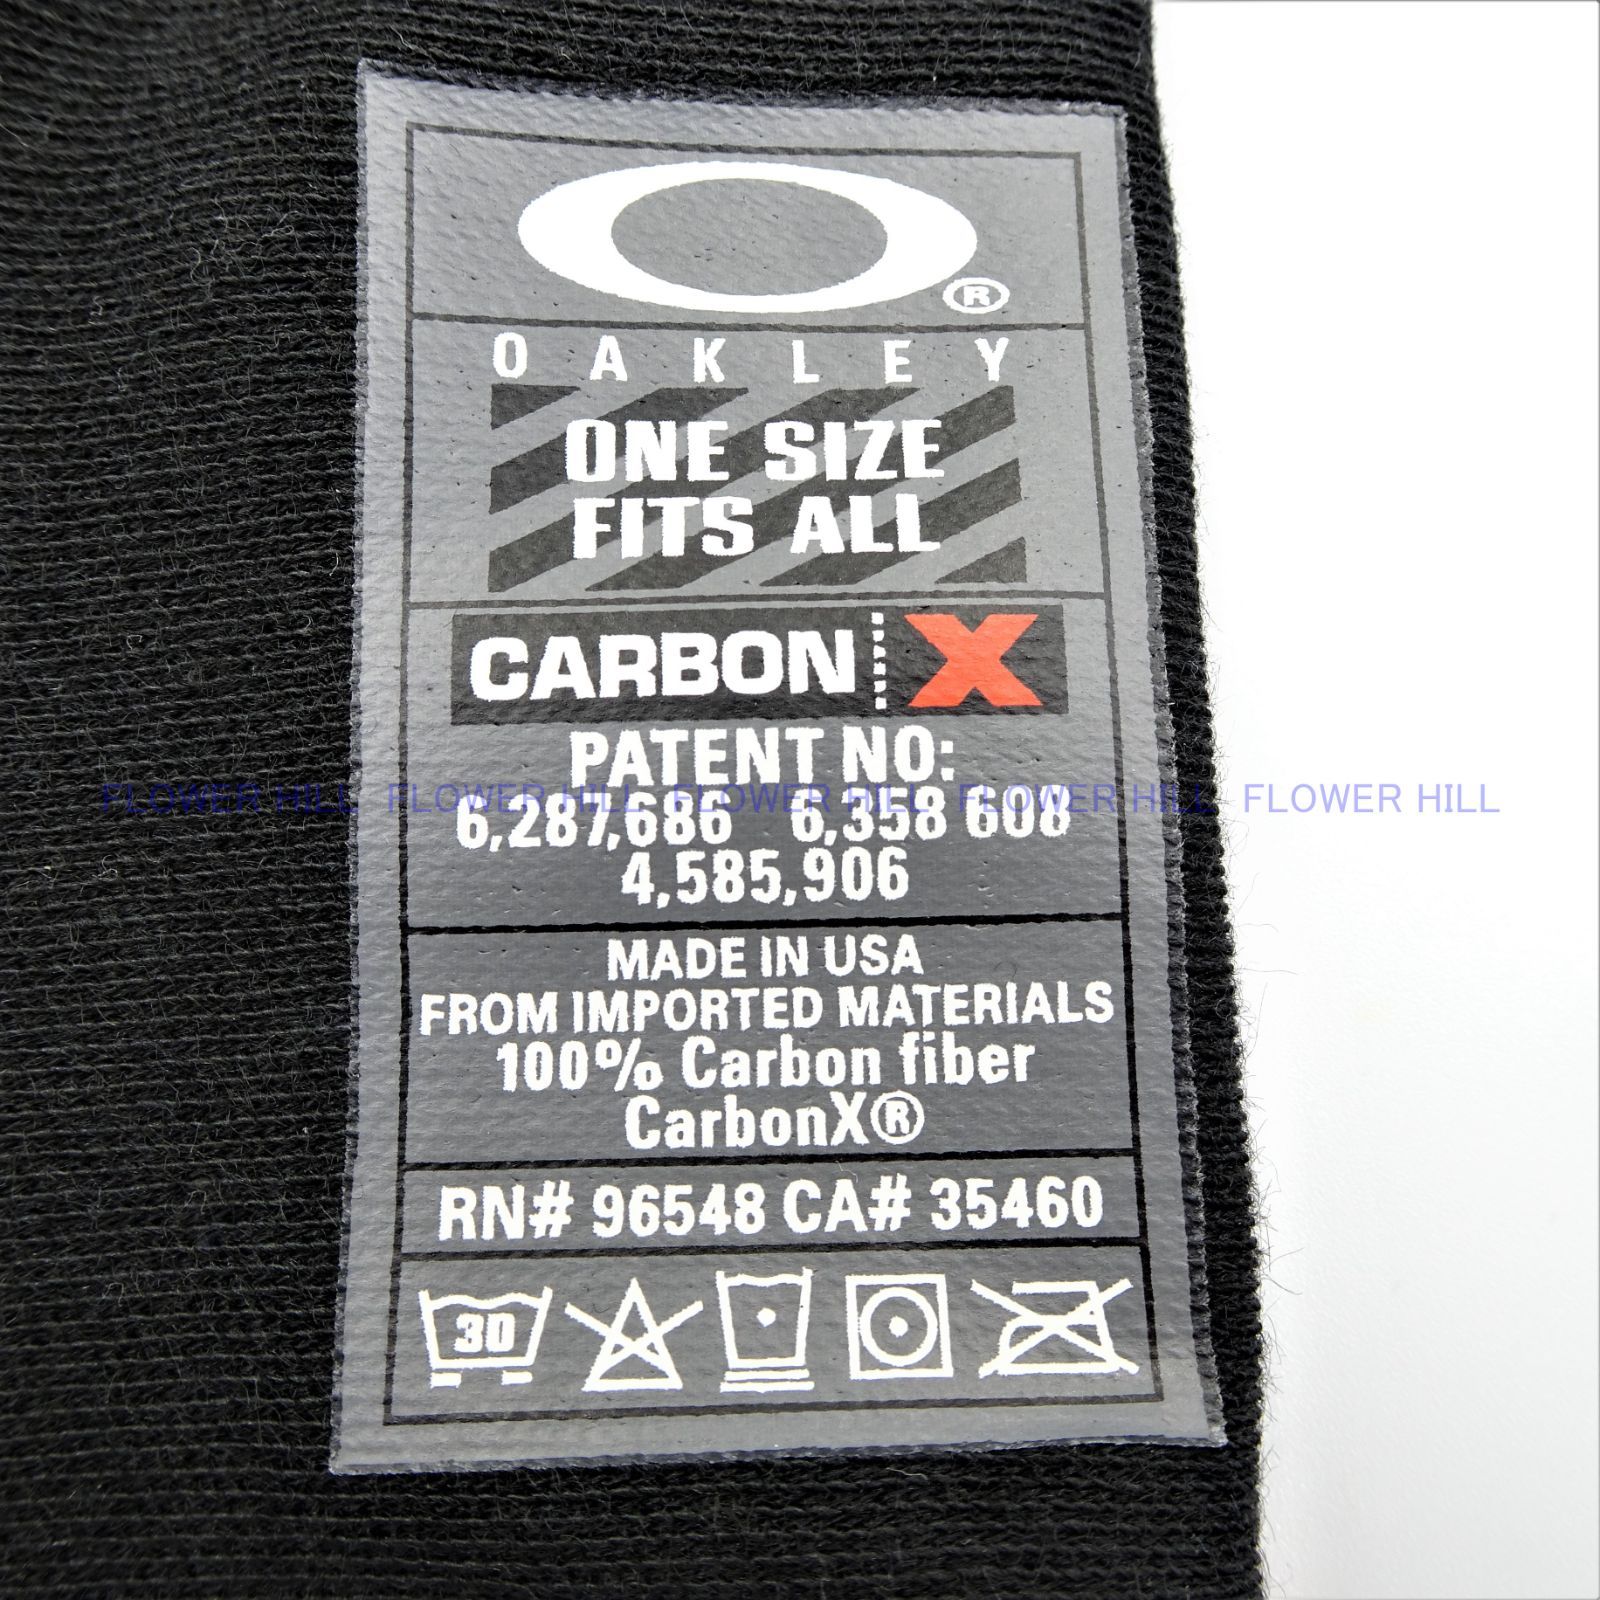 ®
OAKLEY
ONE SIZE
FITS ALL
CARBON X
PATENT NO:
FLOWER HILL FLOWER HILL FLOWER HILL FLOWER HILL FLOWER HILL
6,287,686 6,358 608
4,585,906
MADE IN USA
FROM IMPORTED MATERIALS
100% Carbon fiber
CarbonX®
RN# 96548 CA# 35460
30